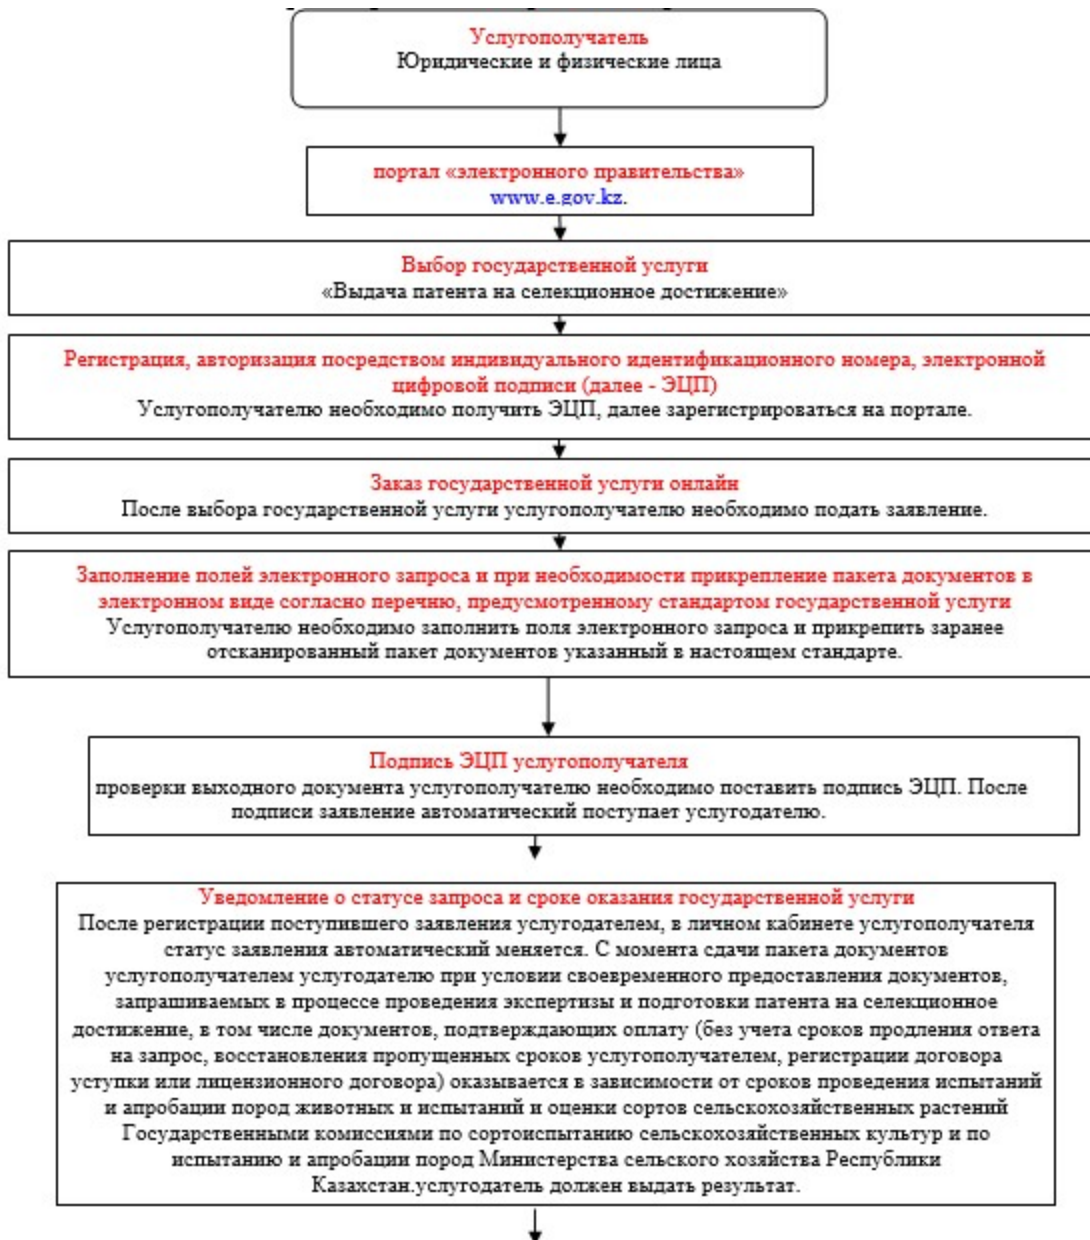 Услугополучатель
Юридические и физические лица
портал «электронного правительства»
www.e.gov.kz.
Выбор государственной услуги
«Выдача патента на селекционное достижение»
Регистрация, авторизация посредством индивидуального идентификационного номера, электронной
цифровой подписи (далее - ЭЦП)
Услугополучателю необходимо получить ЭЦП, далее зарегистрироваться на портале.
Заказ государственной услуги онлайн
После выбора государственной услуги услугополучателю необходимо подать заявление.
Заполнение полей электронного запроса и при необходимости прикрепление пакета документов в
электронном виде согласно перечню, предусмотренному стандартом государственной услуги
Услугополучателю необходимо заполнить поля электронного запроса и прикрепить заранее
отсканированный пакет документов указанный в настоящем стандарте.
Подпись ЭЦП услугополучателя
проверки выходного документа услугополучателю необходимо поставить подпись ЭЦП. После
подписи заявление автоматический поступает услугодателю.
Уведомление о статусе запроса и сроке оказания государственной услуги
После регистрации поступившего заявления услугодателем, в личном кабинете услугополучателя
статус заявления автоматический меняется. С момента сдачи пакета документов
услугополучателем услугодателю при условии своевременного предоставления документов,
запрашиваемых в процессе проведения экспертизы и подготовки патента на селекционное
достижение, в том числе документов, подтверждающих оплату (без учета сроков продления ответа
на запрос, восстановления пропущенных сроков услугополучателем, регистрации договора
уступки или лицензионного договора) оказывается в зависимости от сроков проведения испытаний
и апробации пород животных и испытаний и оценки сортов сельскохозяйственных растений
Государственными комиссиями по сортоиспытанию сельскохозяйственных культур и по
испытанию и апробации пород Министерства сельского хозяйства Республики
Казахстан.услугодатель должен выдать результат.